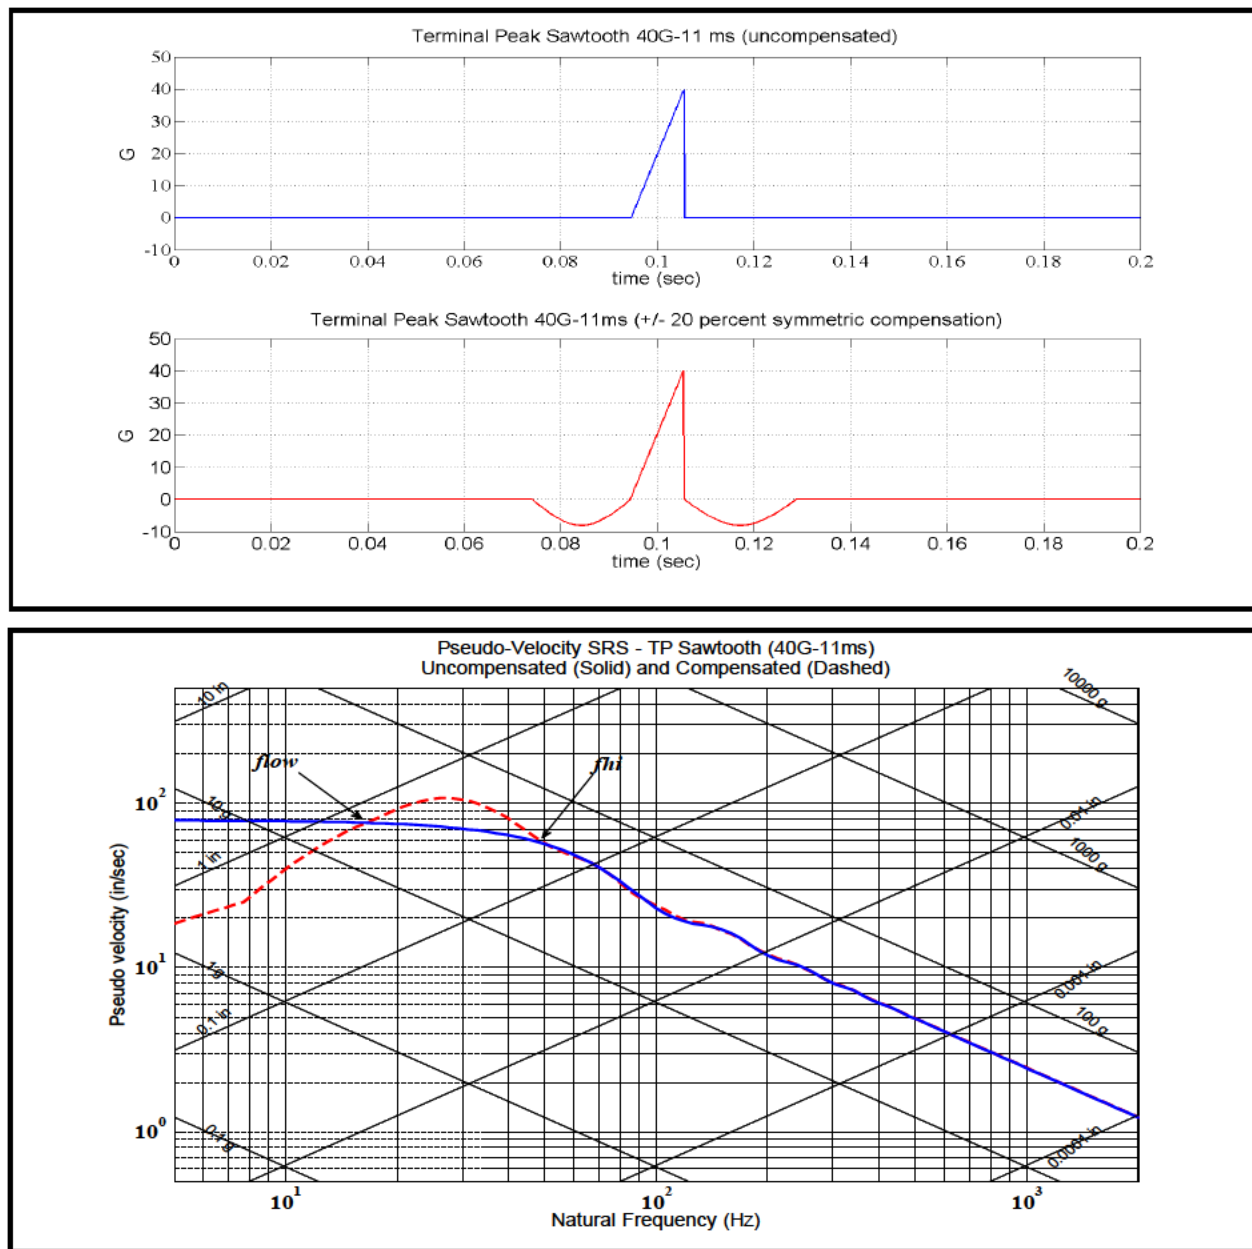 Terminal Peak Sawtooth 40G-11 ms (uncompensated)
50
40
30
20
10
0
-10
G
0 0.02 0.04 0.06 0.08 0.1 0.12 0.14 0.16 0.18 0.2
time (sec)
Terminal Peak Sawtooth 40G-11ms (+/- 20 percent symmetric compensation)
50
40
30
20
10
0
-10
G
0 0.02 0.04 0.06 0.08 0.1 0.12 0.14 0.16 0.18 0.2
time (sec)
Pseudo-Velocity SRS - TP Sawtooth (40G-11ms)
Uncompensated (Solid) and Compensated (Dashed)
10 in
10000 g
flow
fhi
10²
10 g
0.01 in
1 in
1000 g
Pseudo velocity (in/sec)
10¹
1g
0.001 in
0.1 in
100 g
10⁰
0.1 g
0.0001 in
10¹ 10² 10³
Natural Frequency (Hz)